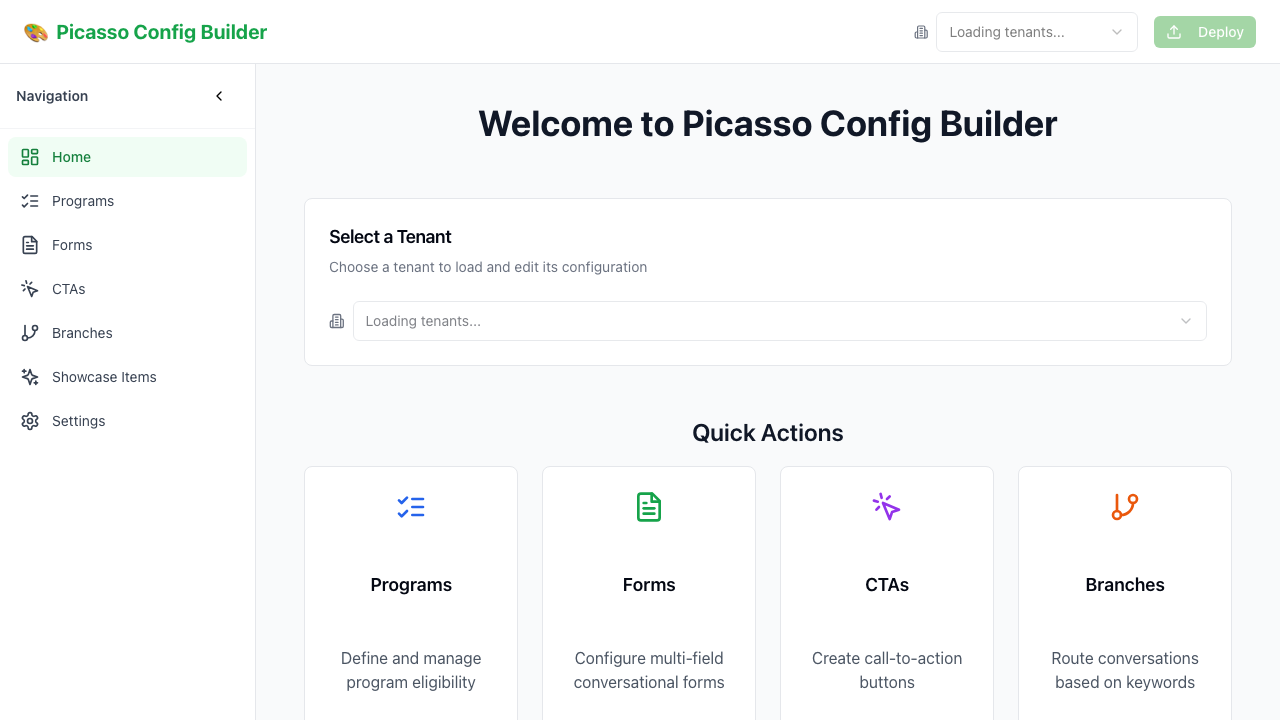 Picasso Config Builder
Loading tenants...
Deploy
Navigation
Home
Programs
Forms
CTAs
Branches
Showcase Items
Settings
Welcome to Picasso Config Builder
Select a Tenant
Choose a tenant to load and edit its configuration
Loading tenants...
Quick Actions
Programs
Define and manage
program eligibility
Forms
Configure multi-field
conversational forms
CTAs
Create call-to-action
buttons
Branches
Route conversations
based on keywords